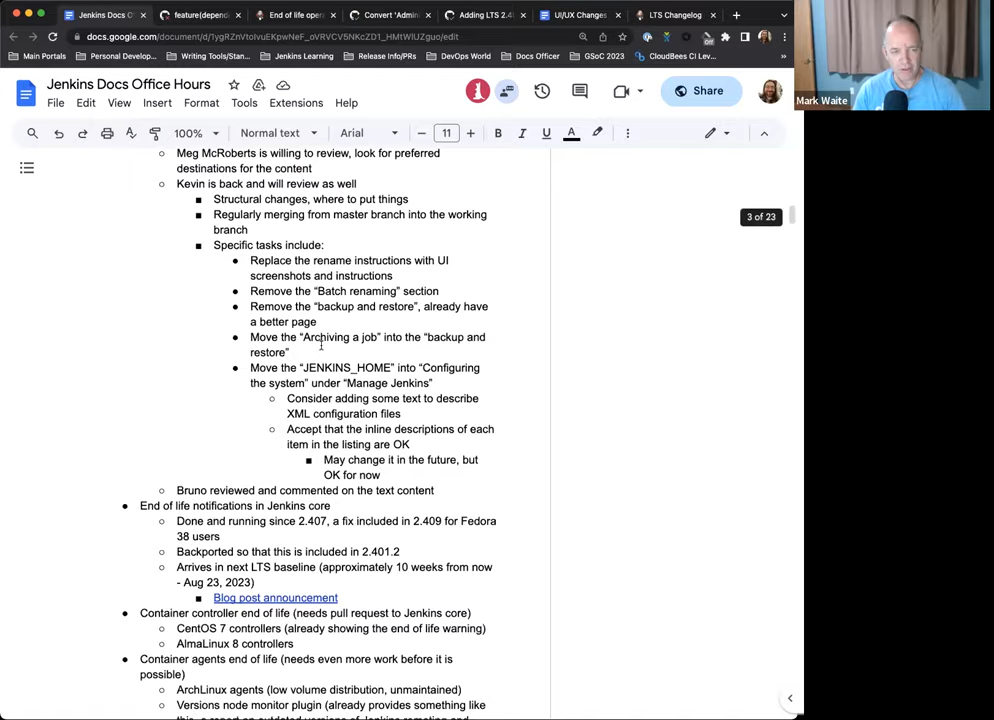 Jenkins Docs Office Hours
feature(depend
End of life oper
Convert 'Admin
Adding LTS 2.4
UI/UX Changes
LTS Changelog
docs.google.com/document/d/1ygRZnVtoIvuEKpwNeF_oVRVCV5NKcZD1_HMtWIUZguo/edit
Main Portals
Personal Portals
Writing Tools/Stan...
Jenkins Learning
Release Info/PRs
DevOps World
Docs Officer
GSoC 2023
CloudBees CI Lev...
Jenkins Docs Office Hours
File Edit View Insert Format Tools Extensions Help
Share
Mark Waite
100% Normal text Arial 11 B I U A
Meg McRoberts is willing to review, look for preferred
destinations for the content
Kevin is back and will review as well
Structural changes, where to put things
Regularly merging from master branch into the working
branch
3 of 23
Specific tasks include:
Replace the rename instructions with UI
screenshots and instructions
Remove the “Batch renaming” section
Remove the “backup and restore”, already have
a better page
Move the “Archiving a job” into the “backup and
restore”
Move the “JENKINS_HOME” into “Configuring
the system” under “Manage Jenkins”
Consider adding some text to describe
XML configuration files
Accept that the inline descriptions of each
item in the listing are OK
May change it in the future, but
OK for now
Bruno reviewed and commented on the text content
End of life notifications in Jenkins core
Done and running since 2.407, a fix included in 2.409 for Fedora
38 users
Backported so that this is included in 2.401.2
Arrives in next LTS baseline (approximately 10 weeks from now
- Aug 23, 2023)
Blog post announcement
Container controller end of life (needs pull request to Jenkins core)
CentOS 7 controllers (already showing the end of life warning)
AlmaLinux 8 controllers
Container agents end of life (needs even more work before it is
possible)
ArchLinux agents (low volume distribution, unmaintained)
Versions node monitor plugin (already provides something like
this, a report on outdated versions of Jenkins remoting and